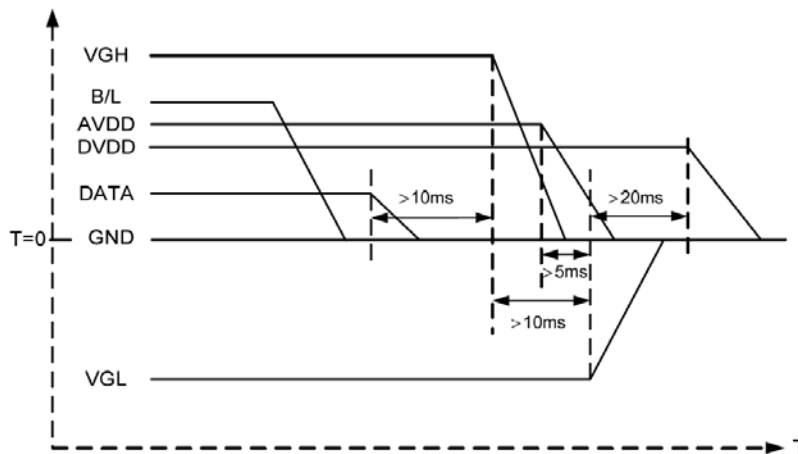 VGH
B/L
AVDD
DVDD
DATA
>10ms
>20ms
T=0
GND
>5ms
>10ms
VGL
T